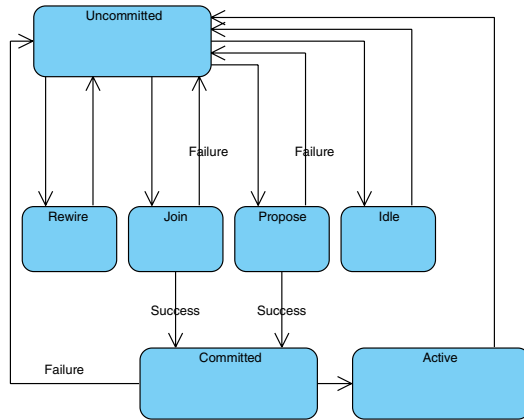 Uncommitted
Failure
Failure
Rewire
Join
Propose
Idle
Success
Success
Committed
Active
Failure